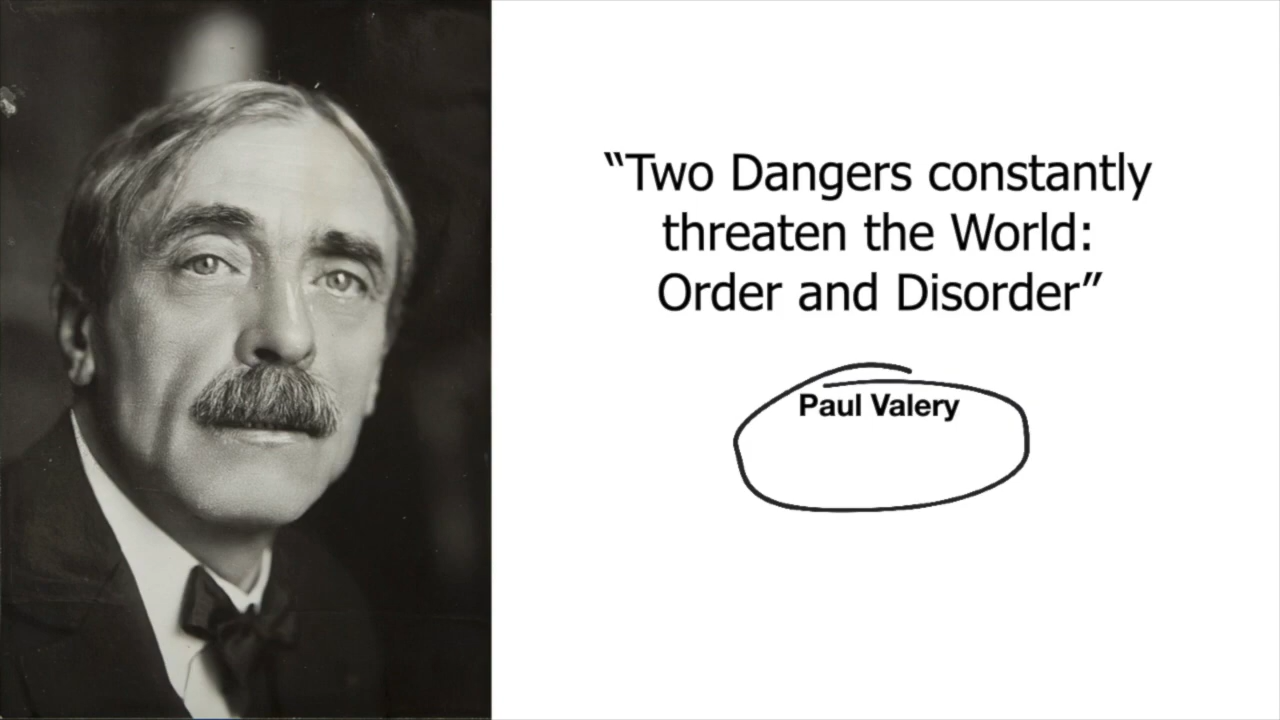 “Two Dangers constantly
threaten the World:
Order and Disorder”
Paul Valery